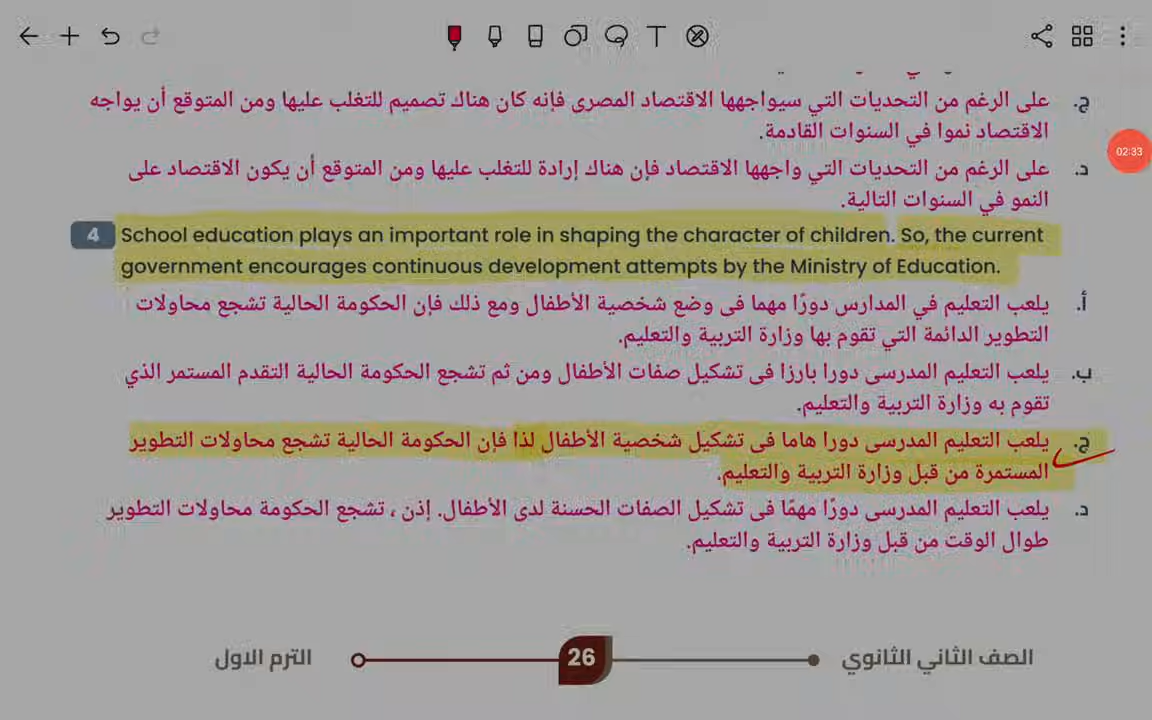 02:33
ج. على الرغم من التحديات التي سيواجهها الاقتصاد المصرى فإنه كان هناك تصميم للتغلب عليها ومن المتوقع أن يواجه
الاقتصاد نموا في السنوات القادمة.
د. على الرغم من التحديات التي واجهها الاقتصاد فإن هناك إرادة للتغلب عليها ومن المتوقع أن يكون الاقتصاد على
النمو في السنوات التالية.
4 School education plays an important role in shaping the character of children. So, the current
government encourages continuous development attempts by the Ministry of Education.
أ. يلعب التعليم في المدارس دورًا مهما فى وضع شخصية الأطفال ومع ذلك فإن الحكومة الحالية تشجع محاولات
التطوير الدائمة التي تقوم بها وزارة التربية والتعليم.
ب. يلعب التعليم المدرسى دورا بارزا فى تشكيل صفات الأطفال ومن ثم تشجع الحكومة الحالية التقدم المستمر الذي
تقوم به وزارة التربية والتعليم.
ج. يلعب التعليم المدرسى دورا هاما فى تشكيل شخصية الأطفال لذا فإن الحكومة الحالية تشجع محاولات التطوير
المستمرة من قبل وزارة التربية والتعليم.
د. يلعب التعليم المدرسى دورًا مهمًا فى تشكيل الصفات الحسنة لدى الأطفال. إذن ، تشجع الحكومة محاولات التطوير
طوال الوقت من قبل وزارة التربية والتعليم.
الصف الثاني الثانوي 26 الترم الاول